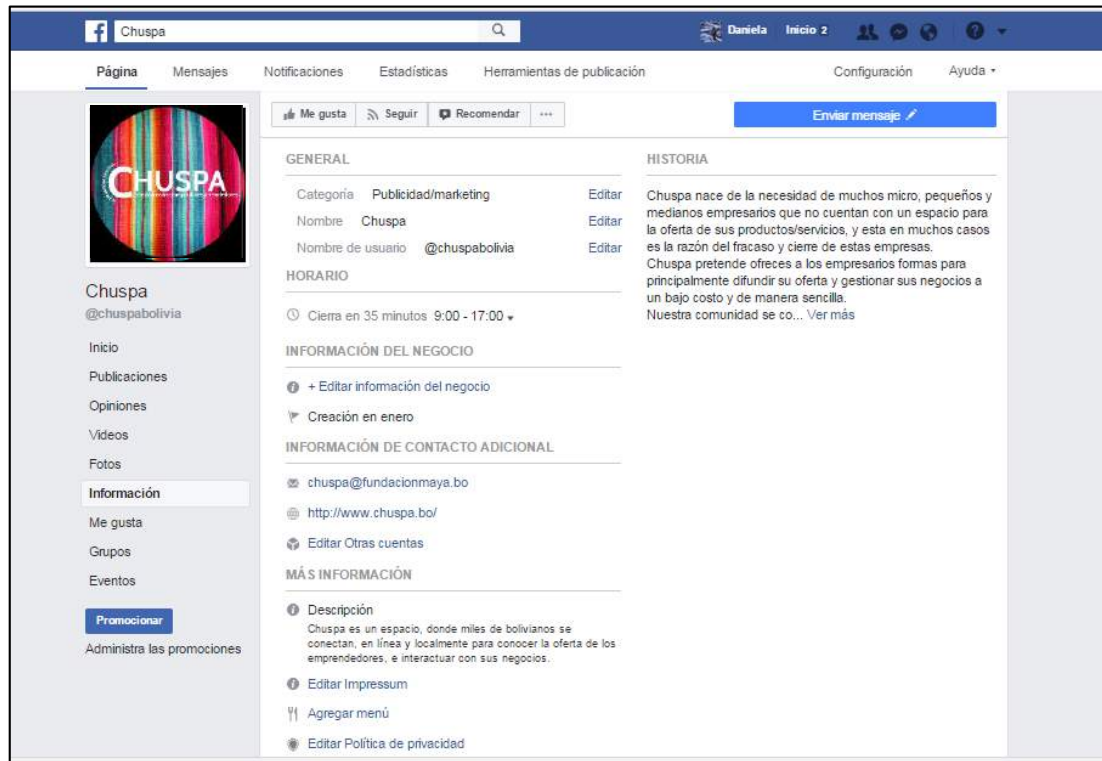 Chuspa
Daniela Inicio 2
Página Mensajes Notificaciones Estadísticas Herramientas de publicación Configuración Ayuda
CHUSPA
Chuspa
@chuspabolivia
Inicio
Publicaciones
Opiniones
Videos
Fotos
Información
Me gusta
Grupos
Eventos
Promocionar
Administra las promociones
Me gusta Seguir Recomendar ...
Enviar mensaje
GENERAL
Categoría Publicidad/marketing Editar
Nombre Chuspa Editar
Nombre de usuario @chuspabolivia Editar
HORARIO
Cierra en 35 minutos 9:00 - 17:00
INFORMACIÓN DEL NEGOCIO
+ Editar información del negocio
Creación en enero
INFORMACIÓN DE CONTACTO ADICIONAL
chuspa@fundacionmaya.bo
http://www.chuspa.bo/
Editar Otras cuentas
MÁS INFORMACIÓN
Descripción
Chuspa es un espacio, donde miles de bolivianos se
conectan, en línea y localmente para conocer la oferta de los
emprendedores, e interactuar con sus negocios.
Editar Impressum
Agregar menú
Editar Política de privacidad
HISTORIA
Chuspa nace de la necesidad de muchos micro, pequeños y
medianos empresarios que no cuentan con un espacio para
la oferta de sus productos/servicios, y esta en muchos casos
es la razón del fracaso y cierre de estas empresas.
Chuspa pretende ofreces a los empresarios formas para
principalmente difundir su oferta y gestionar sus negocios a
un bajo costo y de manera sencilla.
Nuestra comunidad se co... Ver más